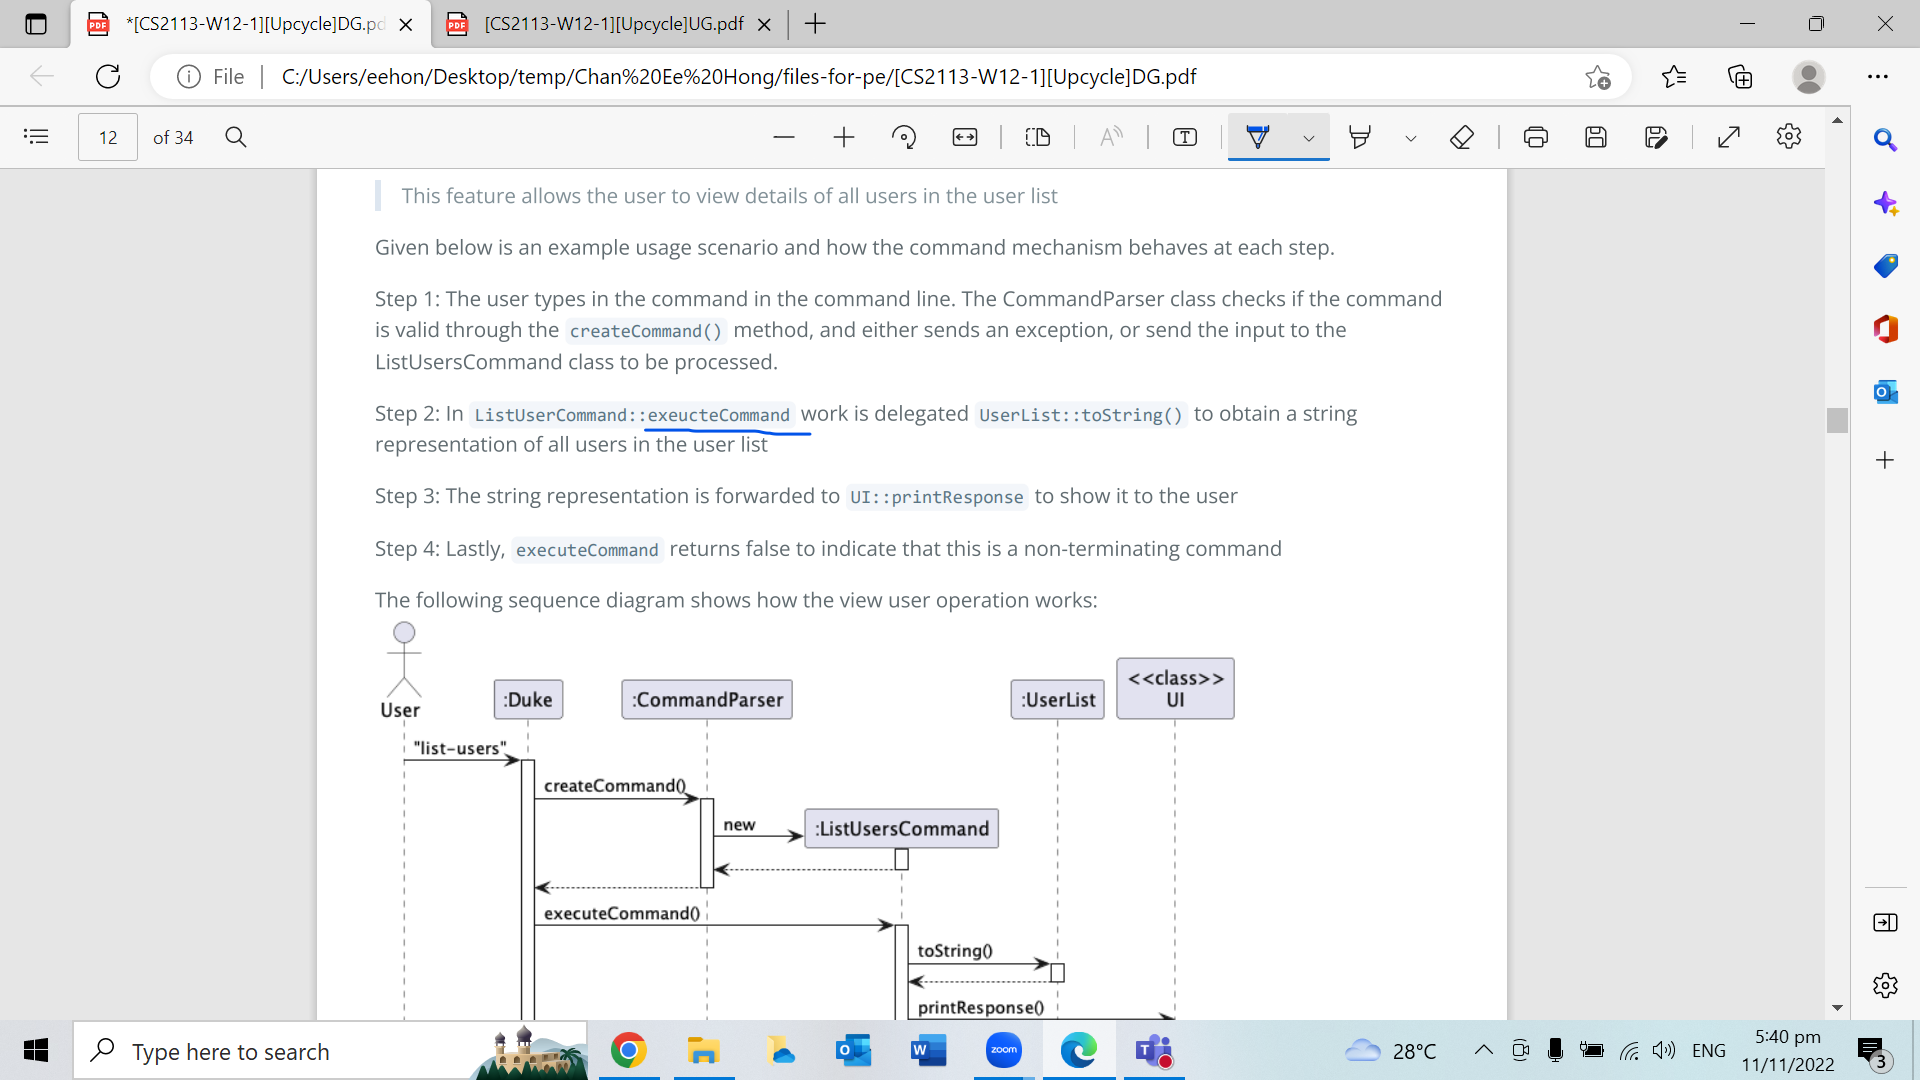 *[CS2113-W12-1][Upcycle]DG.pd
[CS2113-W12-1][Upcycle]UG.pdf
File
C:/Users/eehon/Desktop/temp/Chan%20Ee%20Hong/files-for-pe/[CS2113-W12-1][Upcycle]DG.pdf
12 of 34
This feature allows the user to view details of all users in the user list
Given below is an example usage scenario and how the command mechanism behaves at each step.
Step 1: The user types in the command in the command line. The CommandParser class checks if the command
is valid through the createCommand() method, and either sends an exception, or send the input to the
ListUsersCommand class to be processed.
Step 2: In ListUserCommand::exeucteCommand work is delegated UserList::toString() to obtain a string
representation of all users in the user list
Step 3: The string representation is forwarded to UI::printResponse to show it to the user
Step 4: Lastly, executeCommand returns false to indicate that this is a non-terminating command
The following sequence diagram shows how the view user operation works:
User
:Duke
:CommandParser
:UserList
<<class>>
UI
"list-users"
createCommand()
new
:ListUsersCommand
executeCommand()
toString()
printResponse()
Type here to search
zoom
28°C
ENG
5:40 pm
11/11/2022
3